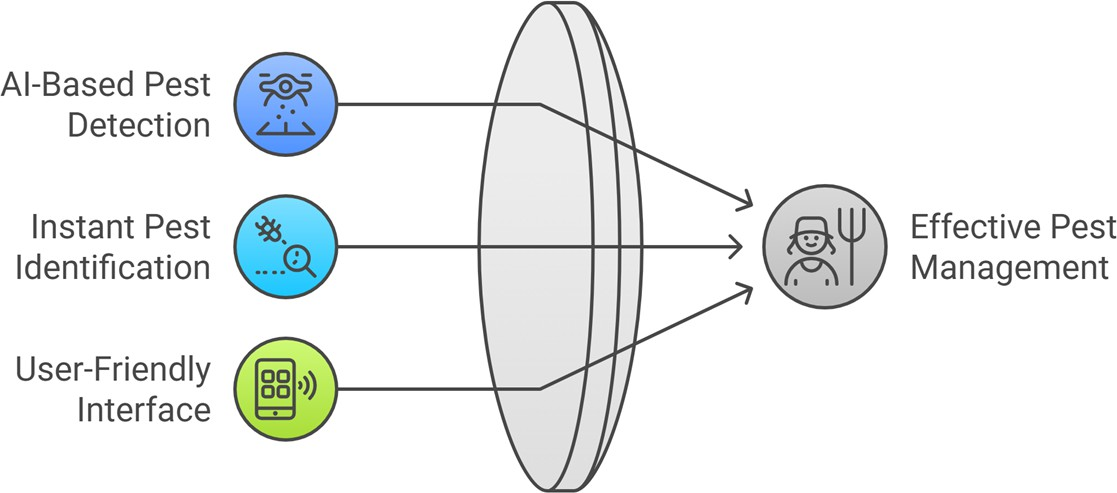 AI-Based Pest
Detection
Instant Pest
Identification
User-Friendly
Interface
Effective Pest
Management